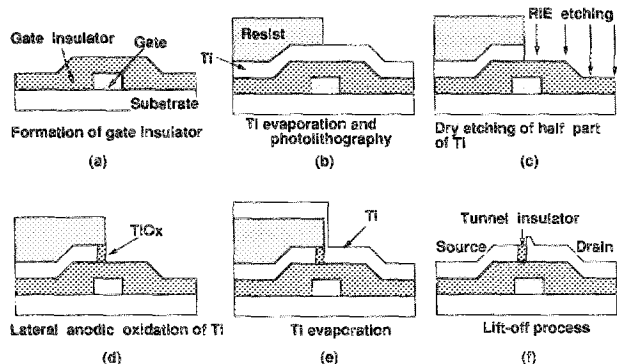 Gate Insulator
Gate
Substrate
Formation of gate Insulator
(a)
Resist
Ti
Ti evaporation and
photolithography
(b)
RIE etching
Dry etching of half part
of Ti
(c)
TiOx
Lateral anodic oxidation of Ti
(d)
Ti
Ti evaporation
(e)
Tunnel insulator
Source
Drain
Lift-off process
(f)